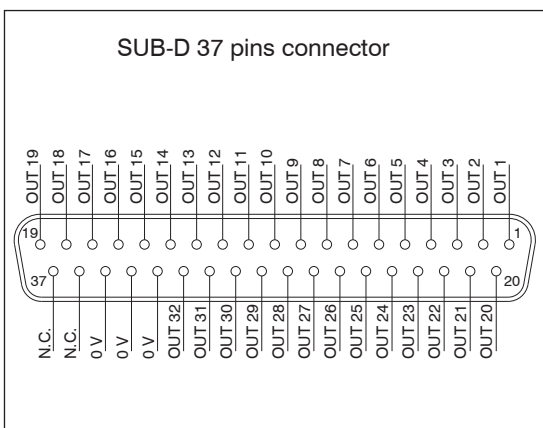 SUB-D 37 pins connector
OUT 19
OUT 18
OUT 17
OUT 16
OUT 15
OUT 14
OUT 13
OUT 12
OUT 11
OUT 10
OUT 9
OUT 8
OUT 7
OUT 6
OUT 5
OUT 4
OUT 3
OUT 2
OUT 1
19
1
37
20
N.C.
N.C.
0 V
0 V
0 V
OUT 32
OUT 31
OUT 30
OUT 29
OUT 28
OUT 27
OUT 26
OUT 25
OUT 24
OUT 23
OUT 22
OUT 21
OUT 20